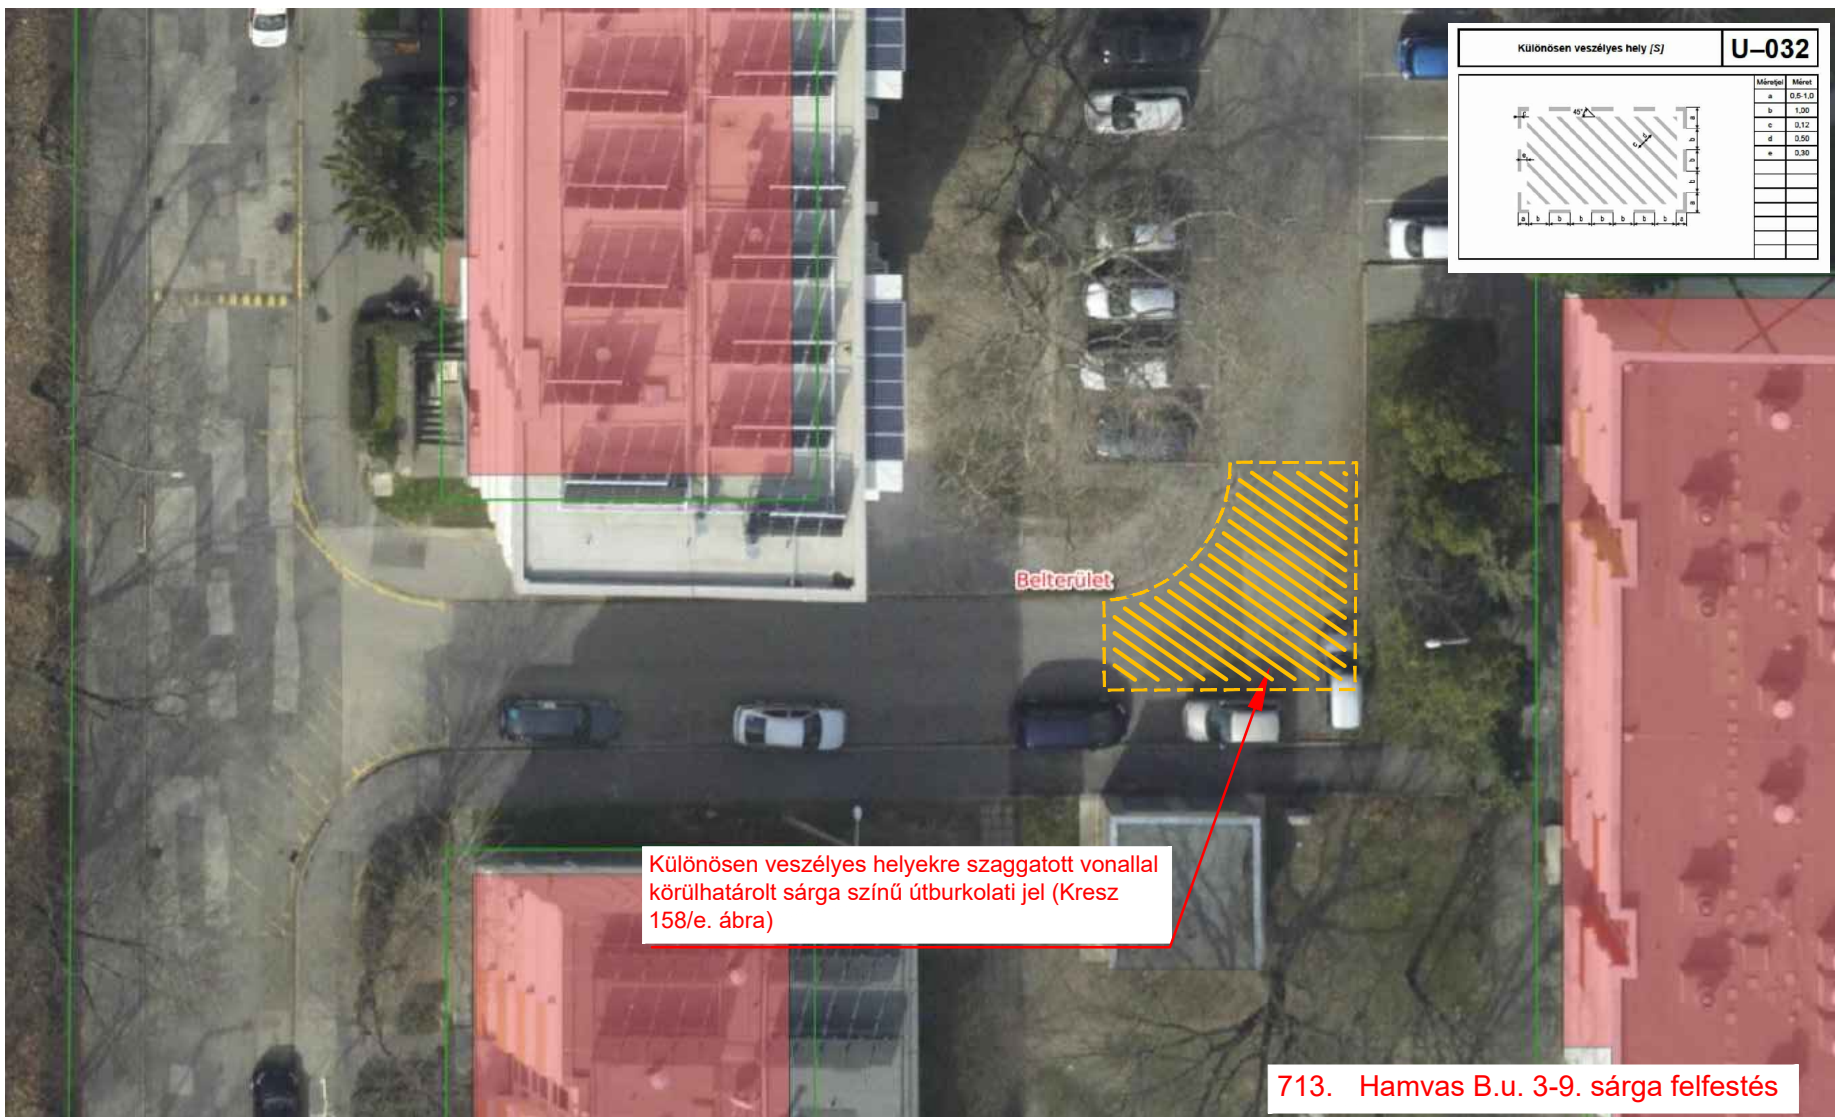 Különösen veszélyes hely [S]
U–032
Méretjel Méret
a 0,5-1,0
b 1,00
c 0,12
d 0,50
e 0,30
45°
a b b b b b b a
Belterület
Különösen veszélyes helyekre szaggatott vonallal
körülhatárolt sárga színű útburkolati jel (Kresz
158/e. ábra)
713. Hamvas B.u. 3-9. sárga felfestés